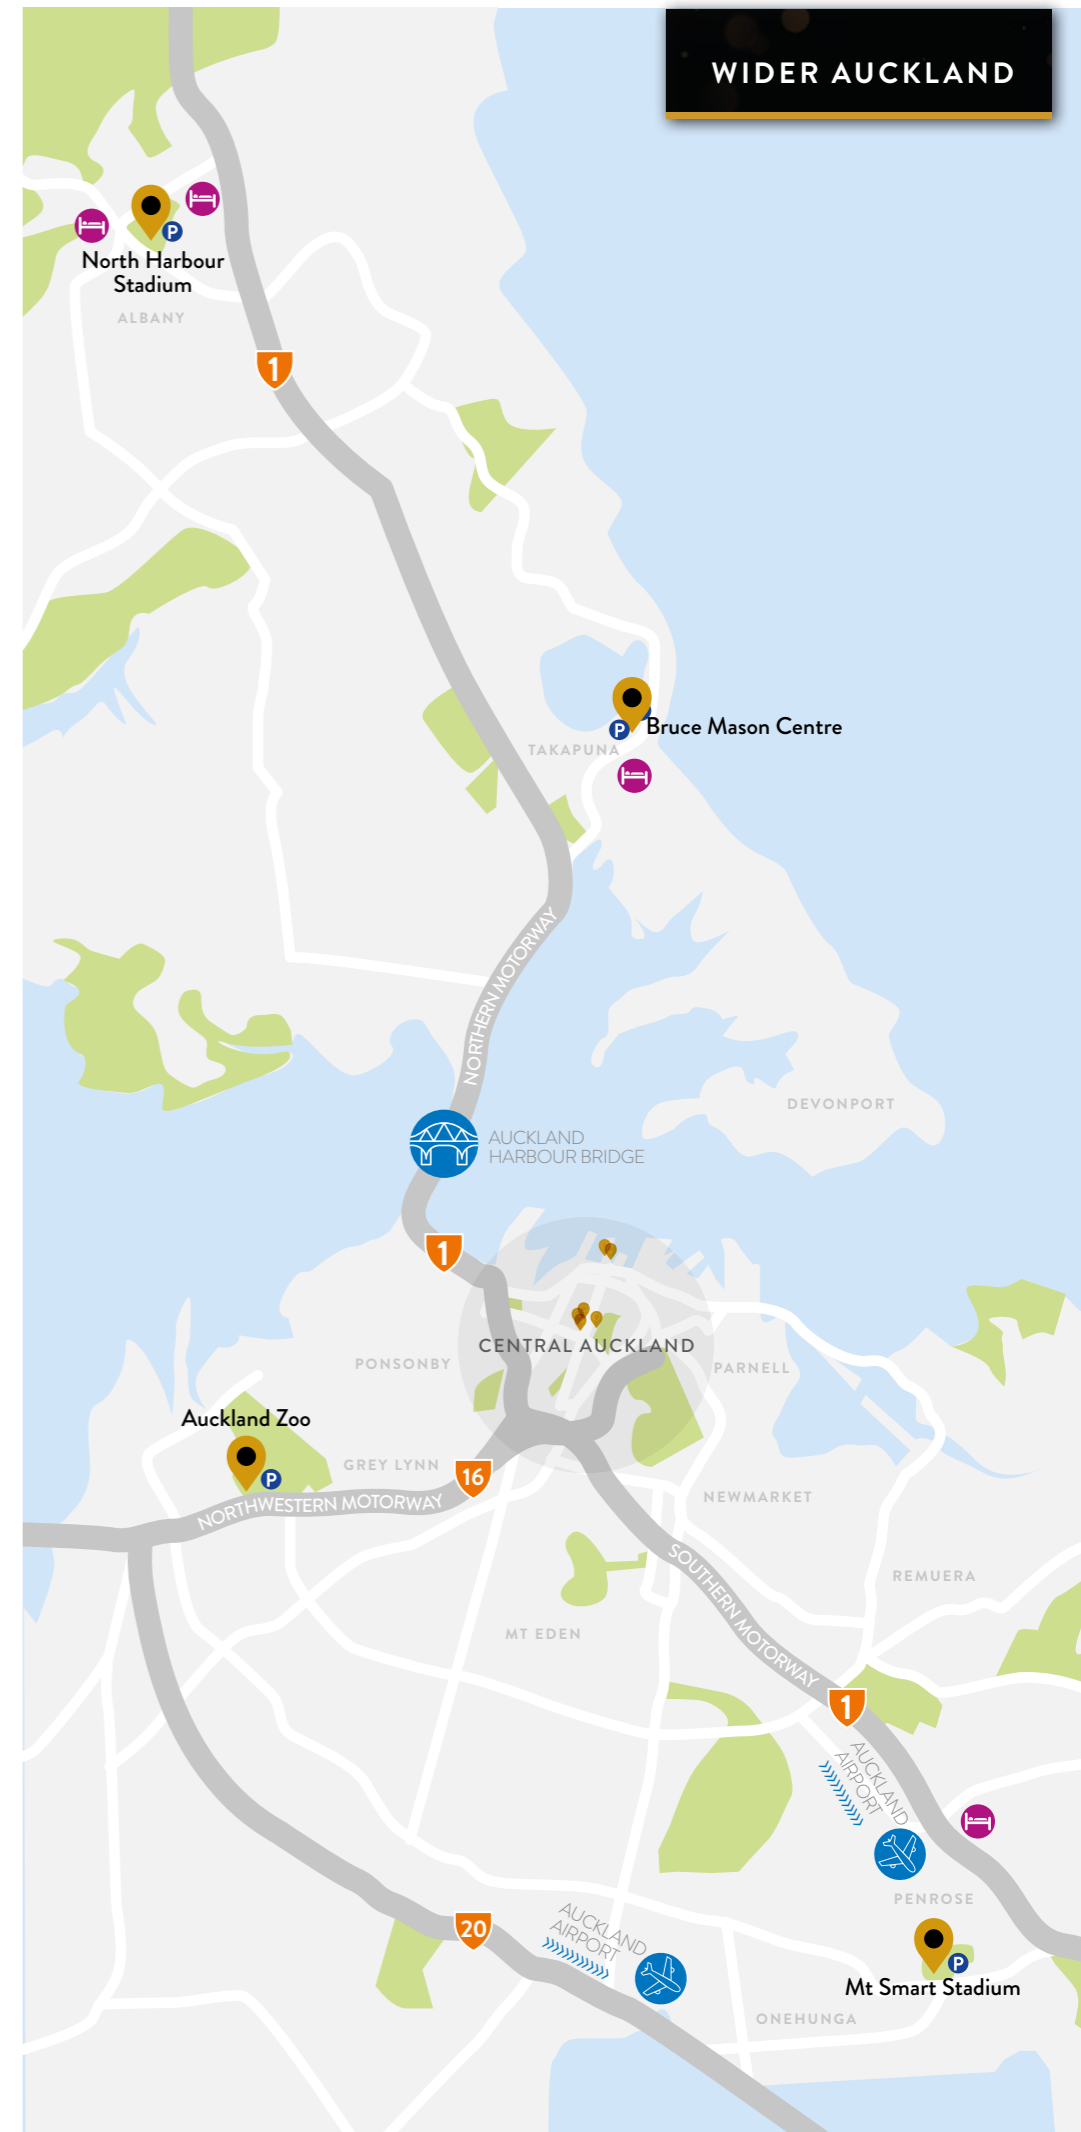 WIDER AUCKLAND
P
North Harbour
Stadium
ALBANY
1
Bruce Mason Centre
P
TAKAPUNA
NORTHERN MOTORWAY
DEVONPORT
AUCKLAND
HARBOUR BRIDGE
1
CENTRAL AUCKLAND
PONSONBY
PARNELL
Auckland Zoo
P
GREY LYNN
16
NORTHWESTERN MOTORWAY
NEWMARKET
SOUTHERN MOTORWAY
REMUERA
MT EDEN
1
AUCKLAND
AIRPORT
PENROSE
20
AUCKLAND
AIRPORT
P
Mt Smart Stadium
ONEHUNGA